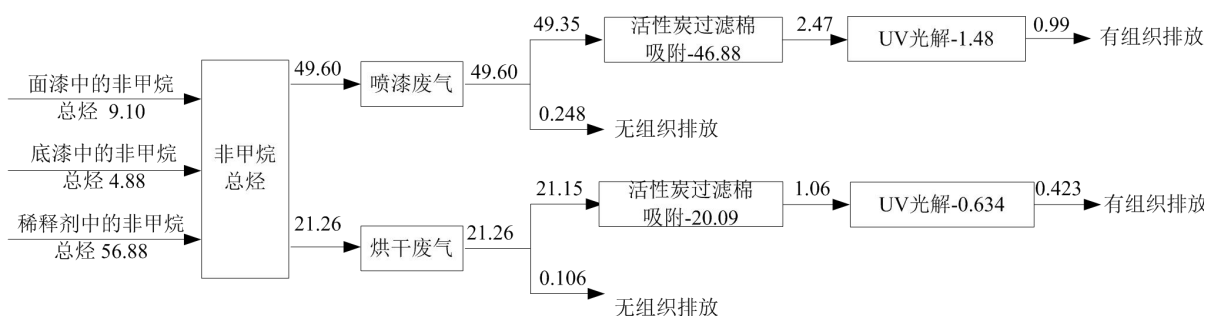 面漆中的非甲烷
总烃 9.10
底漆中的非甲烷
总烃 4.88
稀释剂中的非甲烷
总烃 56.88
非甲烷
总烃
49.60
喷漆废气
49.60
49.35
活性炭过滤棉
吸附-46.88
2.47
UV光解-1.48
0.99
有组织排放
0.248
无组织排放
21.26
烘干废气
21.26
21.15
活性炭过滤棉
吸附-20.09
1.06
UV光解-0.634
0.423
有组织排放
0.106
无组织排放